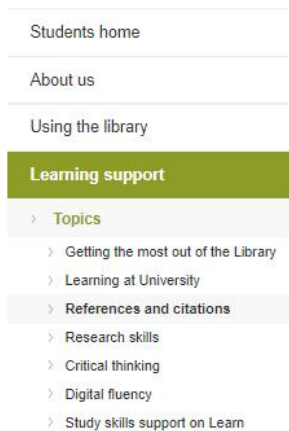 Students home
About us
Using the library
Learning support
Topics
Getting the most out of the Library
Learning at University
References and citations
Research skills
Critical thinking
Digital fluency
Study skills support on Learn